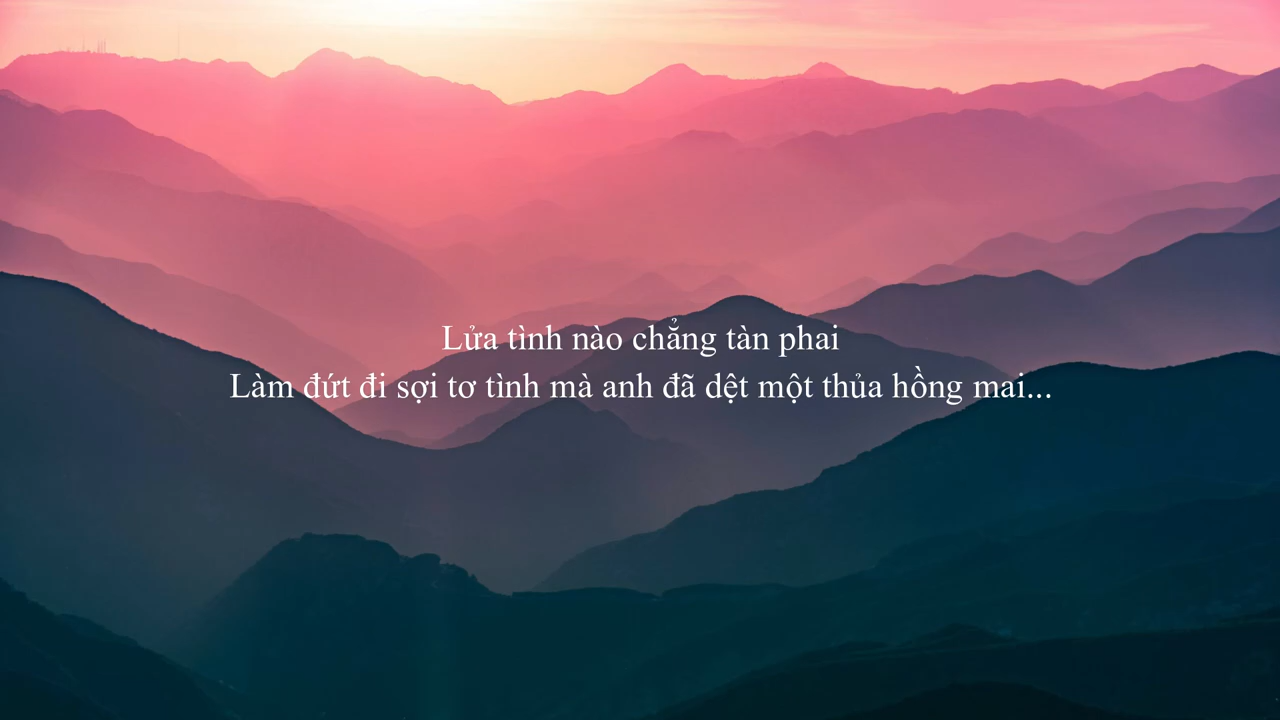 Lửa tình nào chẳng tàn phai
Làm đứt đi sợi tơ tình mà anh đã dệt một thủa hồng mai...